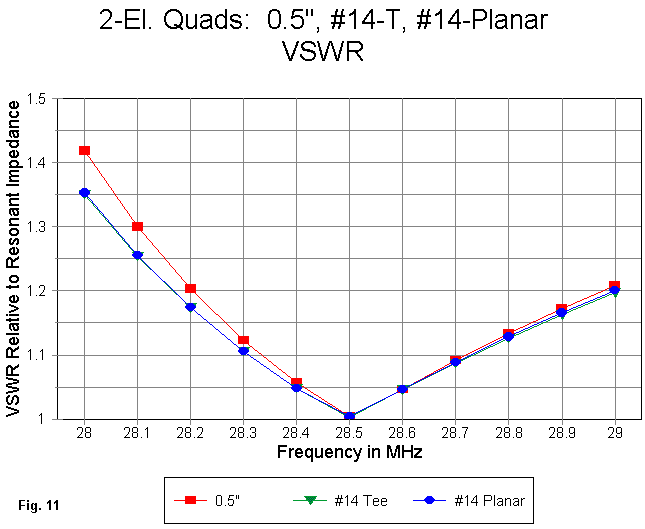 2-El. Quads:  0.5", #14-T, #14-Planar
VSWR
VSWR Relative to Resonant Impedance
1.5
1.4
1.3
1.2
1.1
1
28 28.1 28.2 28.3 28.4 28.5 28.6 28.7 28.8 28.9 29
Frequency in MHz
Fig. 11
0.5" #14 Tee #14 Planar